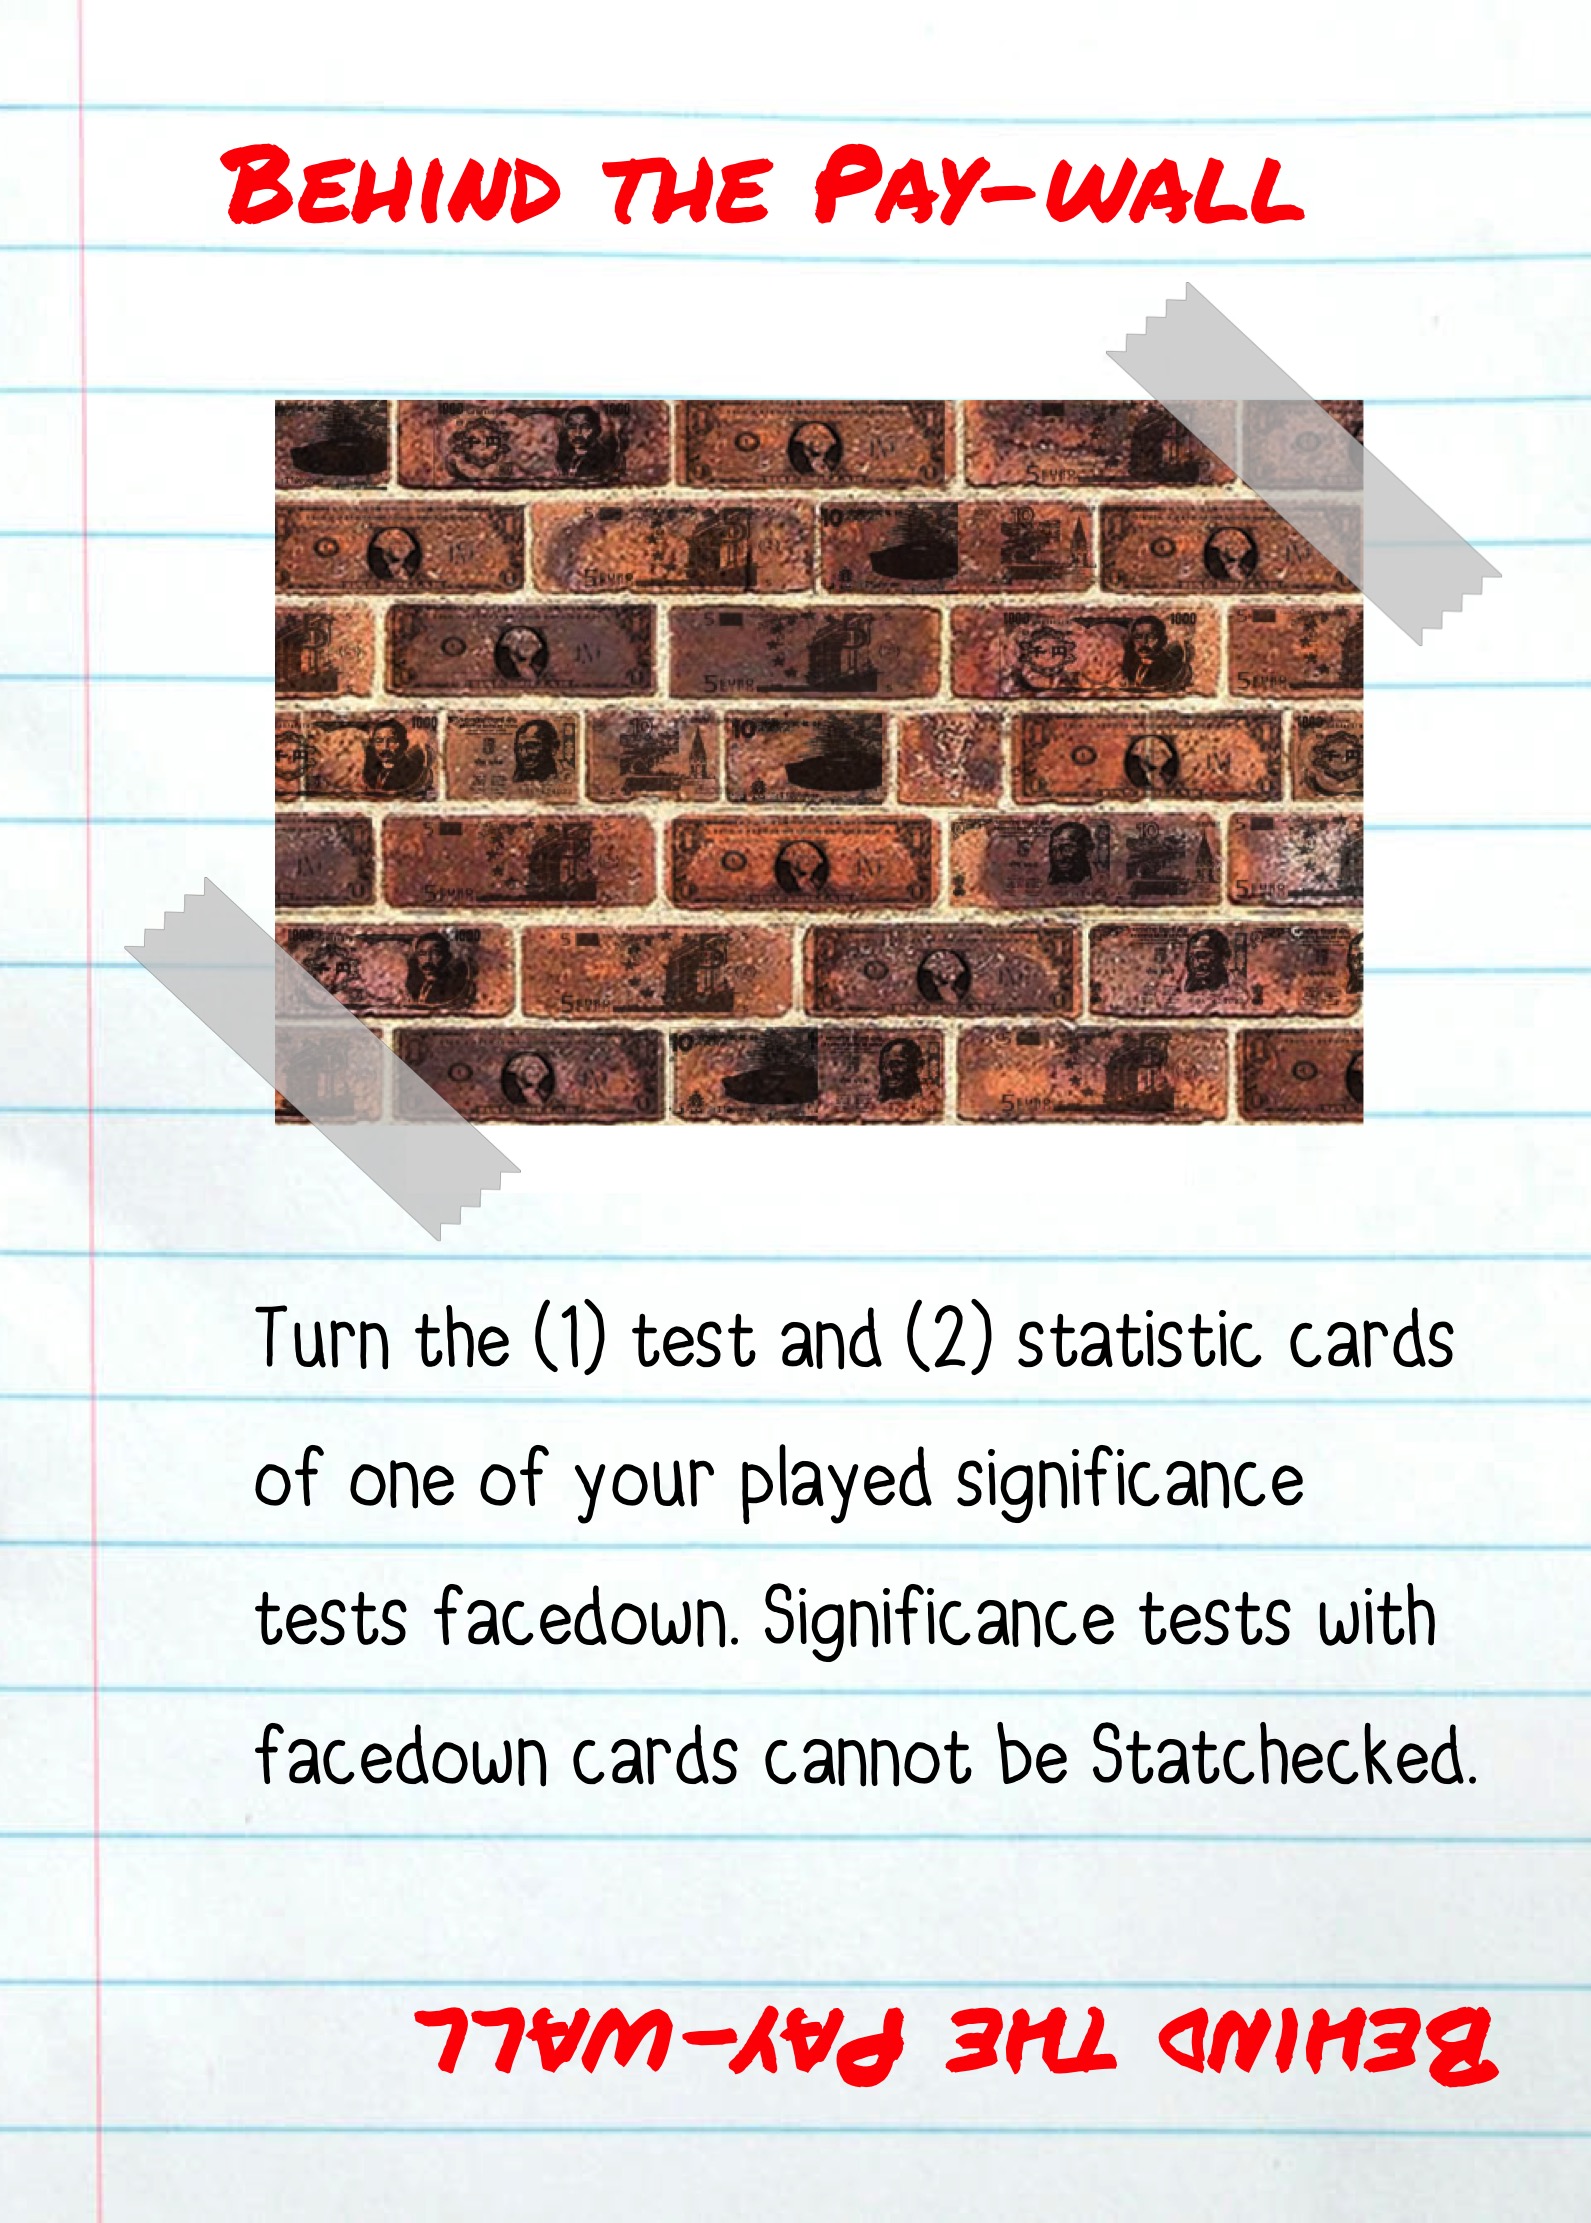 Behind the Pay-wall
Turn the (1) test and (2) statistic cards
of one of your played significance
tests facedown. Significance tests with
facedown cards cannot be Statchecked.
Behind the Pay-wall